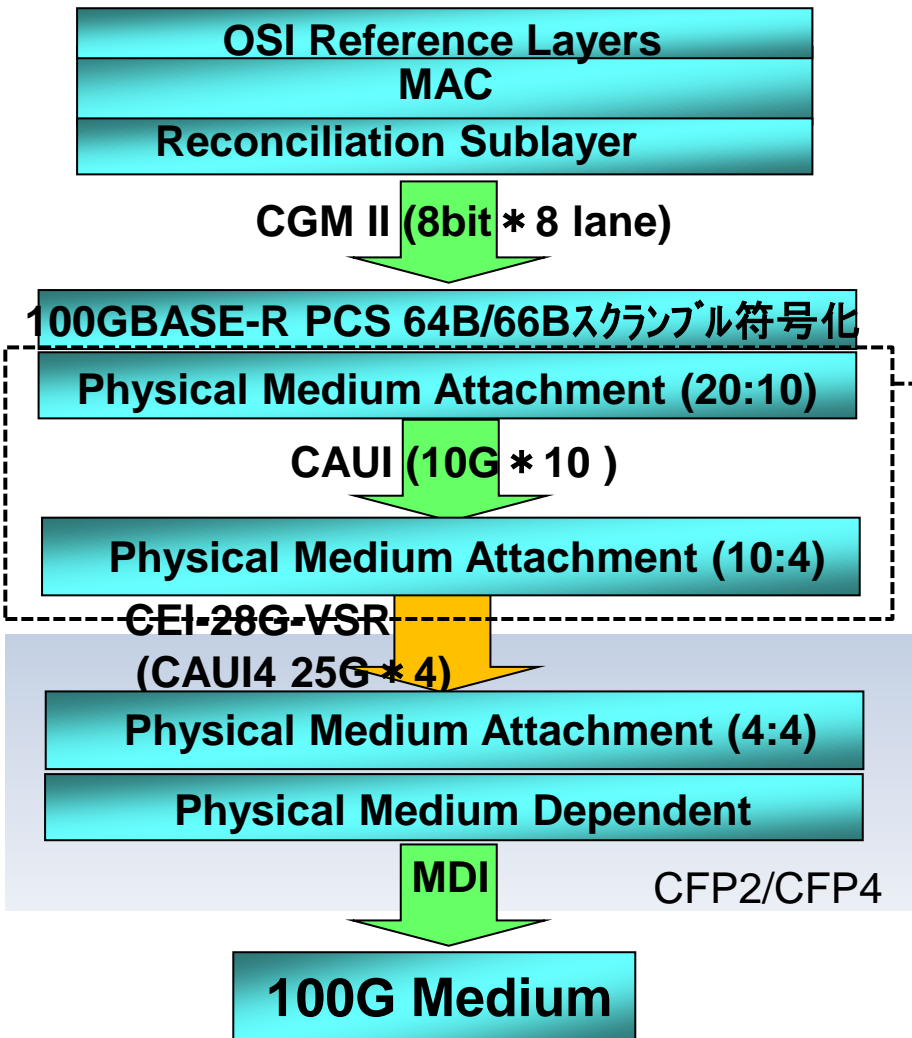 OSI Reference Layers
MAC
Reconciliation Sublayer
CGM II (8bit＊8 lane)
100GBASE-R PCS 64B/66Bｽｸﾗﾝﾌﾞﾙ符号化
Physical Medium Attachment (20:10)
CAUI (10G＊10 )
Physical Medium Attachment (10:4)
CEI-28G-VSR
(CAUI4 25G＊4)
Physical Medium Attachment (4:4)
Physical Medium Dependent
MDI
CFP2/CFP4
100G Medium